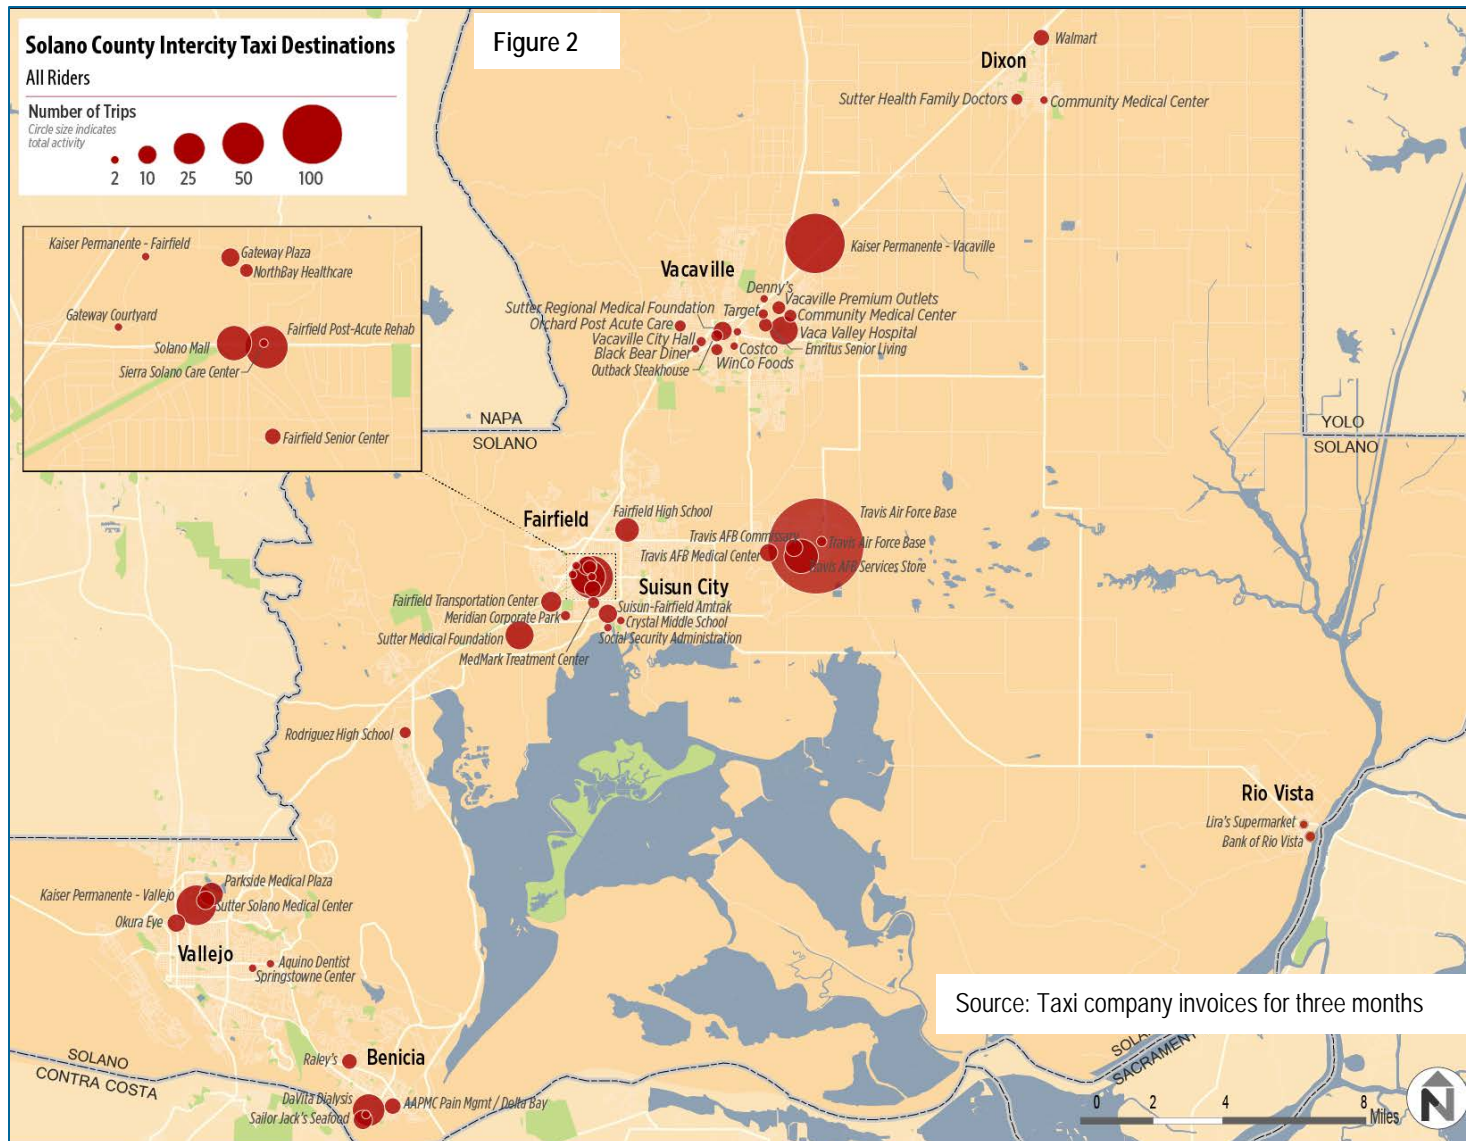 Solano County Intercity Taxi Destinations
All Riders
Number of Trips
Circle size indicates
total activity
2 10 25 50 100
Figure 2
Kaiser Permanente - Fairfield
Gateway Plaza
NorthBay Healthcare
Gateway Courtyard
Fairfield Post-Acute Rehab
Solano Mall
Sierra Solano Care Center
Fairfield Senior Center
Walmart
Dixon
Sutter Health Family Doctors
Community Medical Center
Kaiser Permanente - Vacaville
Vacaville
Denny's
Vacaville Premium Outlets
Sutter Regional Medical Foundation
Target
Community Medical Center
Orchard Post Acute Care
Vacaville City Hall
Vaca Valley Hospital
Black Bear Diner
Costco
Emritus Senior Living
Outback Steakhouse
WinCo Foods
NAPA
SOLANO
YOLO
SOLANO
Fairfield High School
Fairfield
Travis Air Force Base
Travis AFB Commissary
Travis Air Force Base
Travis AFB Medical Center
Travis AFB Services Store
Suisun City
Fairfield Transportation Center
Suisun-Fairfield Amtrak
Meridian Corporate Park
Crystal Middle School
Sutter Medical Foundation
Social Security Administration
MedMark Treatment Center
Rodriguez High School
Rio Vista
Lira's Supermarket
Bank of Rio Vista
Parkside Medical Plaza
Kaiser Permanente - Vallejo
Sutter Solano Medical Center
Okura Eye
Vallejo
Aquino Dentist
Springstowne Center
Source: Taxi company invoices for three months
SOLANO
CONTRA COSTA
Raley's
Benicia
DaVita Dialysis
AAPMC Pain Mgmt / Delta Bay
Sailor Jack's Seafood
0 2 4 8
Miles
N